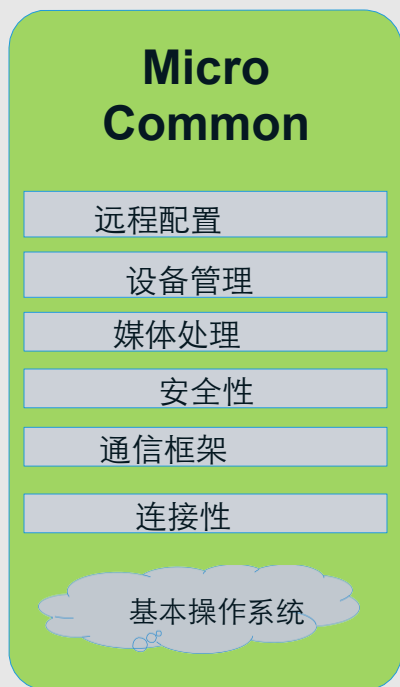 Micro
Common
远程配置
设备管理
媒体处理
安全性
通信框架
连接性
基本操作系统